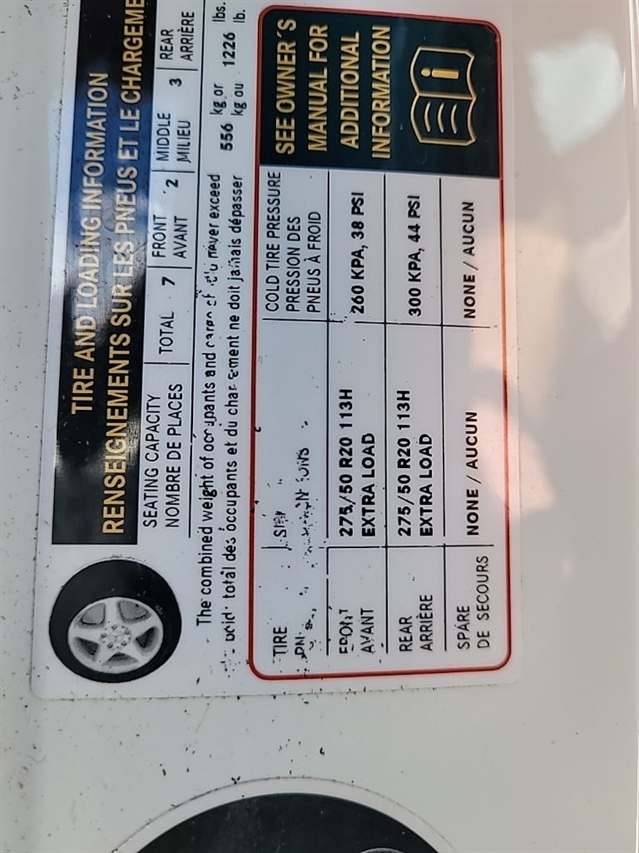 TIRE AND LOADING INFORMATION
RENSEIGNEMENTS SUR LES PNEUS ET LE CHARGEME
SEATING CAPACITY
NOMBRE DE PLACES
TOTAL 7
FRONT
AVANT 2
MIDDLE
MILIEU 3
REAR
ARRIÈRE
The combined weight of occupants and cargo should never exceed 556 kg or 1226 lbs.
total des occupants et du chargement ne doit jamais dépasser kg ou lb.
TIRE
COLD TIRE PRESSURE
PRESSION DES
PNEUS À FROID
FRONT
AVANT
275/50 R20 113H
EXTRA LOAD
260 KPA, 38 PSI
REAR
ARRIÈRE
275/50 R20 113H
EXTRA LOAD
300 KPA, 44 PSI
SPARE
DE SECOURS
NONE / AUCUN
NONE / AUCUN
SEE OWNER'S
MANUAL FOR
ADDITIONAL
INFORMATION
i